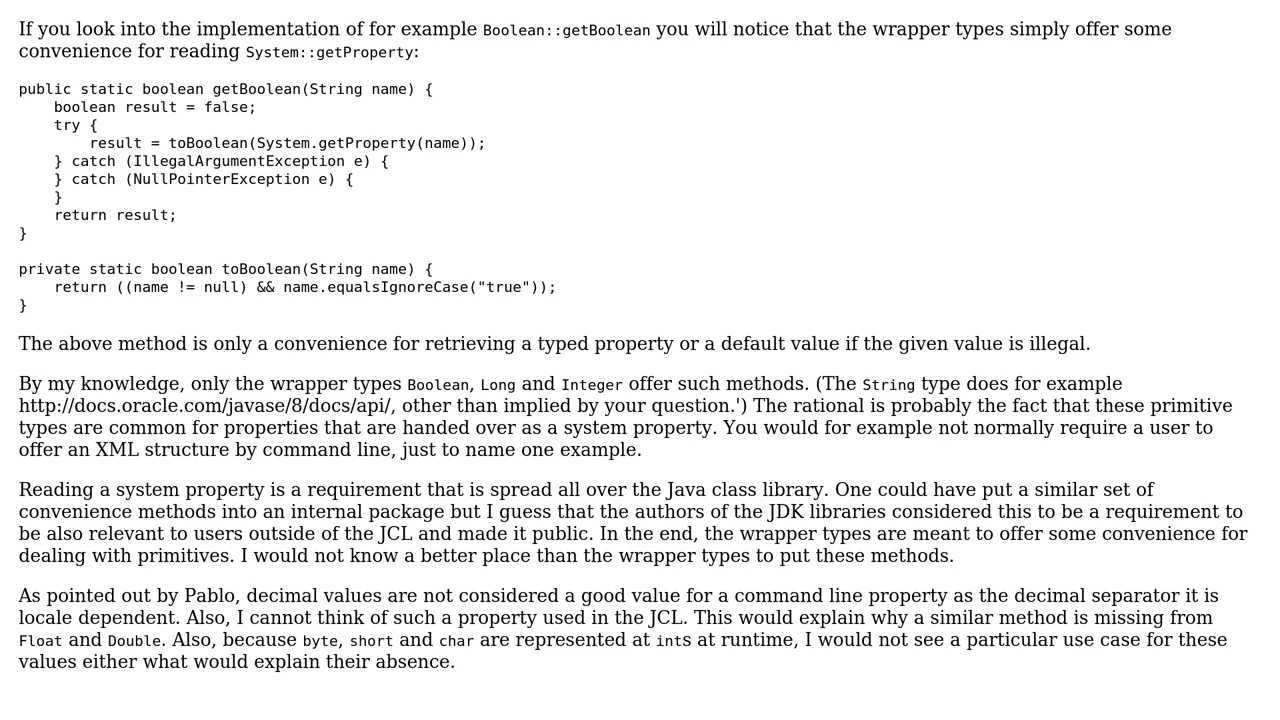 If you look into the implementation of for example Boolean::getBoolean you will notice that the wrapper types simply offer some
convenience for reading System::getProperty:
public static boolean getBoolean(String name) {
    boolean result = false;
    try {
        result = toBoolean(System.getProperty(name));
    } catch (IllegalArgumentException e) {
    } catch (NullPointerException e) {
    }
    return result;
}
private static boolean toBoolean(String name) {
    return ((name != null) && name.equalsIgnoreCase("true"));
}
The above method is only a convenience for retrieving a typed property or a default value if the given value is illegal.
By my knowledge, only the wrapper types Boolean, Long and Integer offer such methods. (The String type does for example
http://docs.oracle.com/javase/8/docs/api/, other than implied by your question.') The rational is probably the fact that these primitive
types are common for properties that are handed over as a system property. You would for example not normally require a user to
offer an XML structure by command line, just to name one example.
Reading a system property is a requirement that is spread all over the Java class library. One could have put a similar set of
convenience methods into an internal package but I guess that the authors of the JDK libraries considered this to be a requirement to
be also relevant to users outside of the JCL and made it public. In the end, the wrapper types are meant to offer some convenience for
dealing with primitives. I would not know a better place than the wrapper types to put these methods.
As pointed out by Pablo, decimal values are not considered a good value for a command line property as the decimal separator it is
locale dependent. Also, I cannot think of such a property used in the JCL. This would explain why a similar method is missing from
Float and Double. Also, because byte, short and char are represented at ints at runtime, I would not see a particular use case for these
values either what would explain their absence.